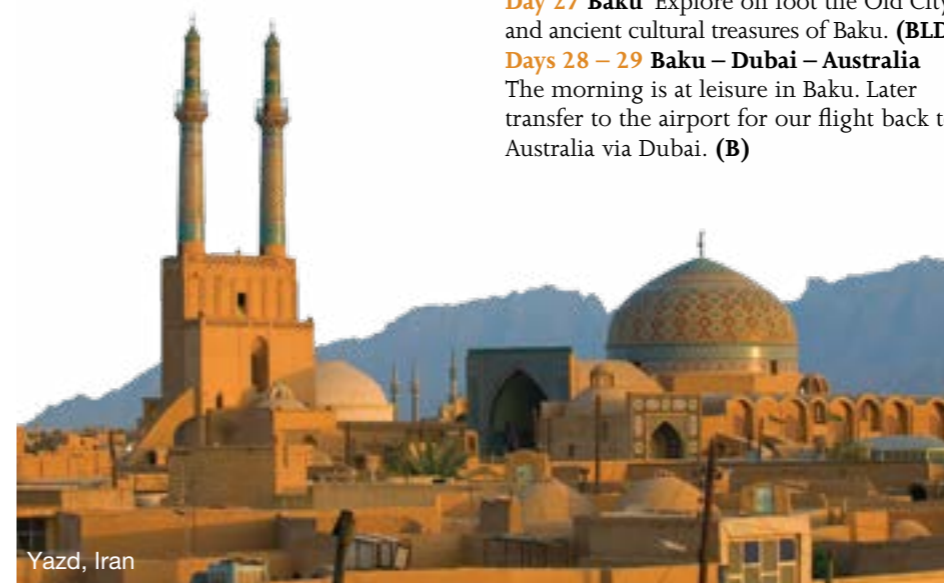 Day 27 Baku Explore on foot the Old City
and ancient cultural treasures of Baku. (BLD
Days 28 – 29 Baku – Dubai – Australia
The morning is at leisure in Baku. Later
transfer to the airport for our flight back t
Australia via Dubai. (B)
Yazd, Iran